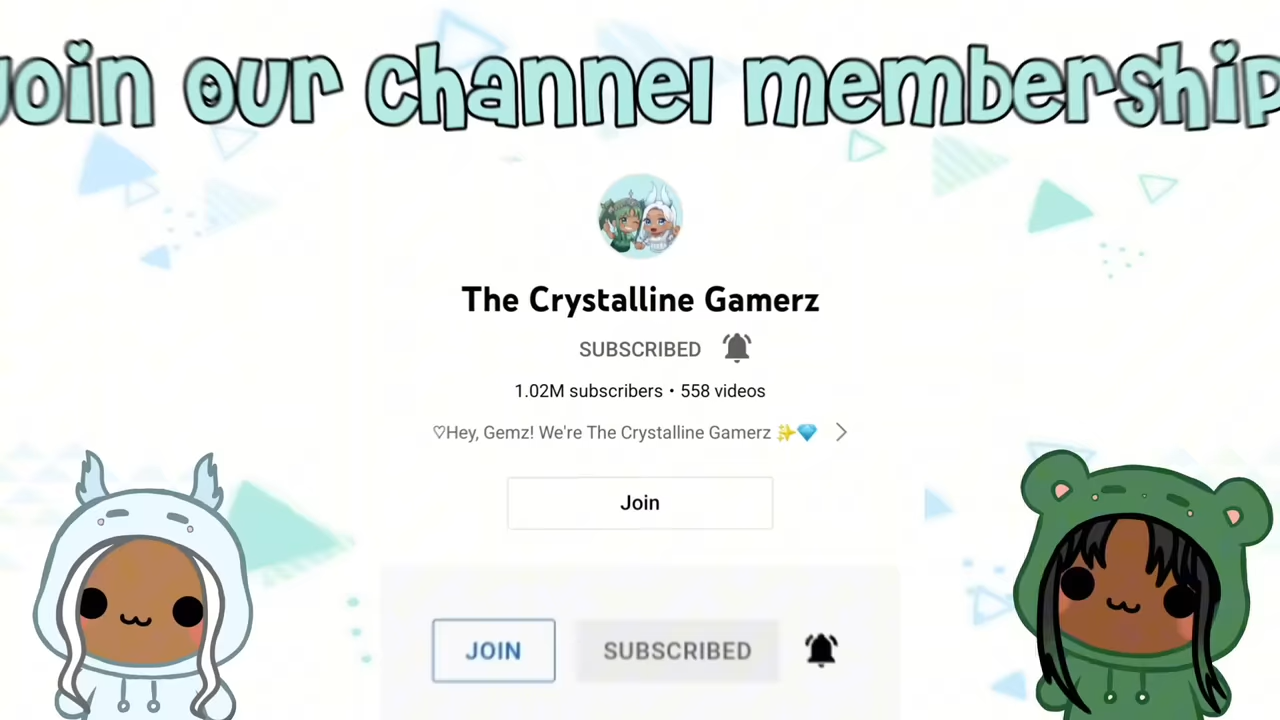 Join our channel membership
The Crystalline Gamerz
SUBSCRIBED
1.02M subscribers • 558 videos
♡Hey, Gemz! We're The Crystalline Gamerz ✨💎
Join
JOIN SUBSCRIBED